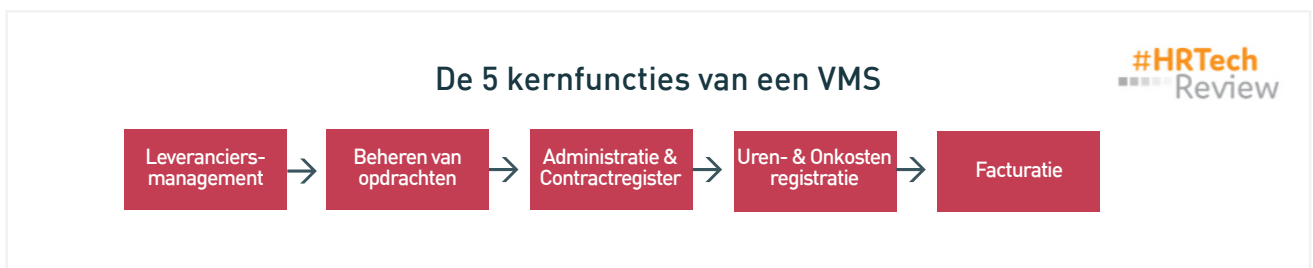 De 5 kernfuncties van een VMS
#HRTech
Review
Leveranciers-
management
Beheren van
opdrachten
Administratie &
Contractregister
Uren- & Onkosten
registratie
Facturatie